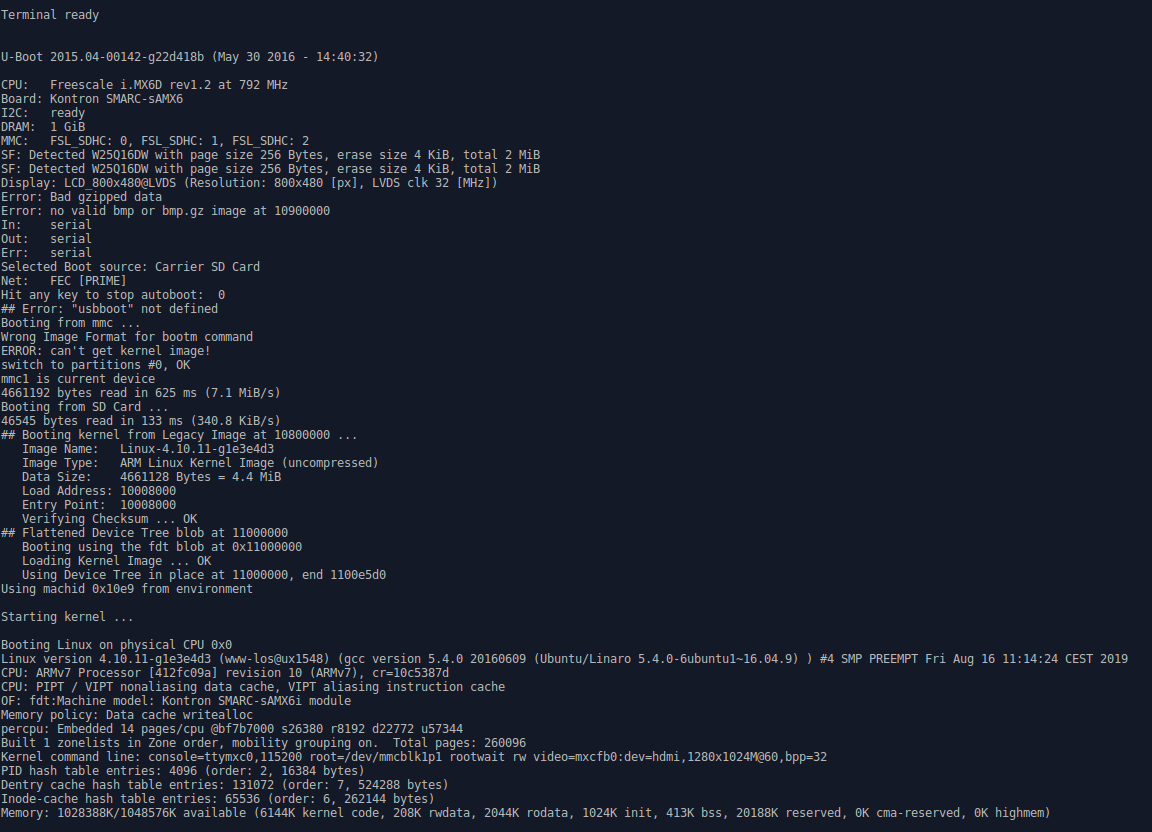 Terminal ready
U-Boot 2015.04-00142-g22d418b (May 30 2016 - 14:40:32)
CPU:   Freescale i.MX6D rev1.2 at 792 MHz
Board: Kontron SMARC-sAMX6
I2C:   ready
DRAM:  1 GiB
MMC:   FSL_SDHC: 0, FSL_SDHC: 1, FSL_SDHC: 2
SF: Detected W25Q16DW with page size 256 Bytes, erase size 4 KiB, total 2 MiB
SF: Detected W25Q16DW with page size 256 Bytes, erase size 4 KiB, total 2 MiB
Display: LCD_800x480@LVDS (Resolution: 800x480 [px], LVDS clk 32 [MHz])
Error: Bad gzipped data
Error: no valid bmp or bmp.gz image at 10900000
In:    serial
Out:   serial
Err:   serial
Selected Boot source: Carrier SD Card
Net:   FEC [PRIME]
Hit any key to stop autoboot:  0
## Error: "usbboot" not defined
Booting from mmc ...
Wrong Image Format for bootm command
ERROR: can't get kernel image!
switch to partitions #0, OK
mmc1 is current device
4661192 bytes read in 625 ms (7.1 MiB/s)
Booting from SD Card ...
46545 bytes read in 133 ms (340.8 KiB/s)
## Booting kernel from Legacy Image at 10800000 ...
   Image Name:   Linux-4.10.11-g1e3e4d3
   Image Type:   ARM Linux Kernel Image (uncompressed)
   Data Size:    4661128 Bytes = 4.4 MiB
   Load Address: 10008000
   Entry Point:  10008000
   Verifying Checksum ... OK
## Flattened Device Tree blob at 11000000
   Booting using the fdt blob at 0x11000000
   Loading Kernel Image ... OK
   Using Device Tree in place at 11000000, end 1100e5d0
Using machid 0x10e9 from environment
Starting kernel ...
Booting Linux on physical CPU 0x0
Linux version 4.10.11-g1e3e4d3 (www-los@ux1548) (gcc version 5.4.0 20160609 (Ubuntu/Linaro 5.4.0-6ubuntu1~16.04.9) ) #4 SMP PREEMPT Fri Aug 16 11:14:24 CEST 2019
CPU: ARMv7 Processor [412fc09a] revision 10 (ARMv7), cr=10c5387d
CPU: PIPT / VIPT nonaliasing data cache, VIPT aliasing instruction cache
OF: fdt:Machine model: Kontron SMARC-sAMX6i module
Memory policy: Data cache writealloc
percpu: Embedded 14 pages/cpu @bf7b7000 s26380 r8192 d22772 u57344
Built 1 zonelists in Zone order, mobility grouping on.  Total pages: 260096
Kernel command line: console=ttymxc0,115200 root=/dev/mmcblk1p1 rootwait rw video=mxcfb0:dev=hdmi,1280x1024M@60,bpp=32
PID hash table entries: 4096 (order: 2, 16384 bytes)
Dentry cache hash table entries: 131072 (order: 7, 524288 bytes)
Inode-cache hash table entries: 65536 (order: 6, 262144 bytes)
Memory: 1028388K/1048576K available (6144K kernel code, 208K rwdata, 2044K rodata, 1024K init, 413K bss, 20188K reserved, 0K cma-reserved, 0K highmem)